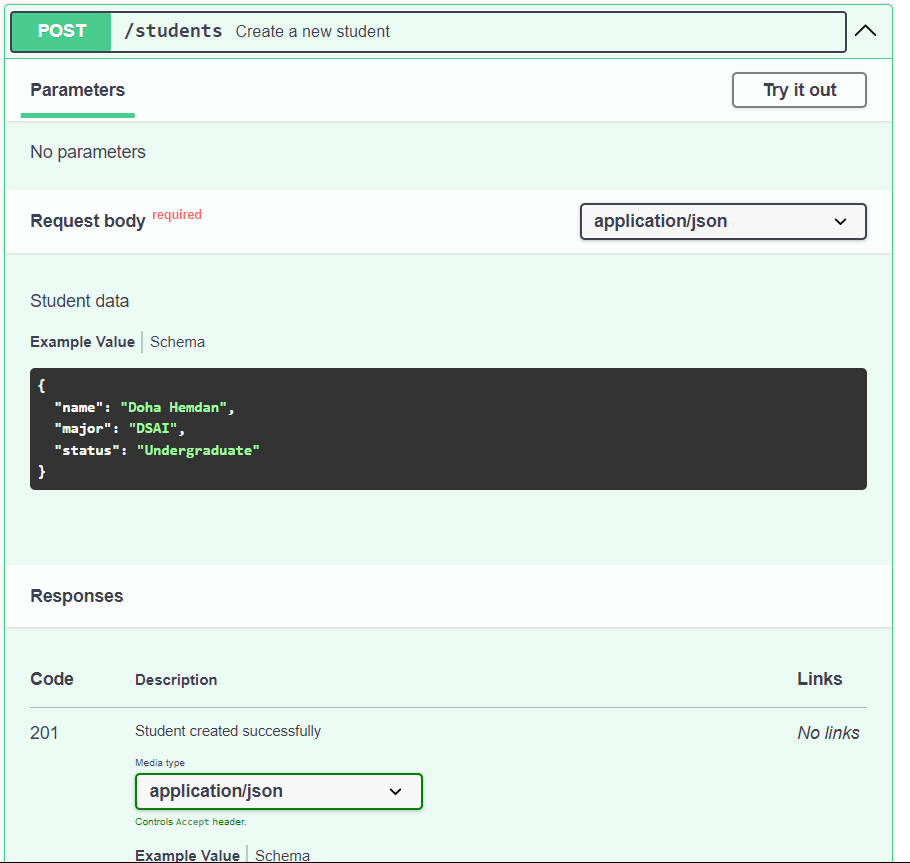 POST /students Create a new student
Parameters
Try it out
No parameters
Request body required
application/json
Student data
Example Value Schema
{
  "name": "Doha Hemdan",
  "major": "DSAI",
  "status": "Undergraduate"
}
Responses
Code Description Links
201 Student created successfully No links
Media type
application/json
Controls Accept header.
Example Value Schema